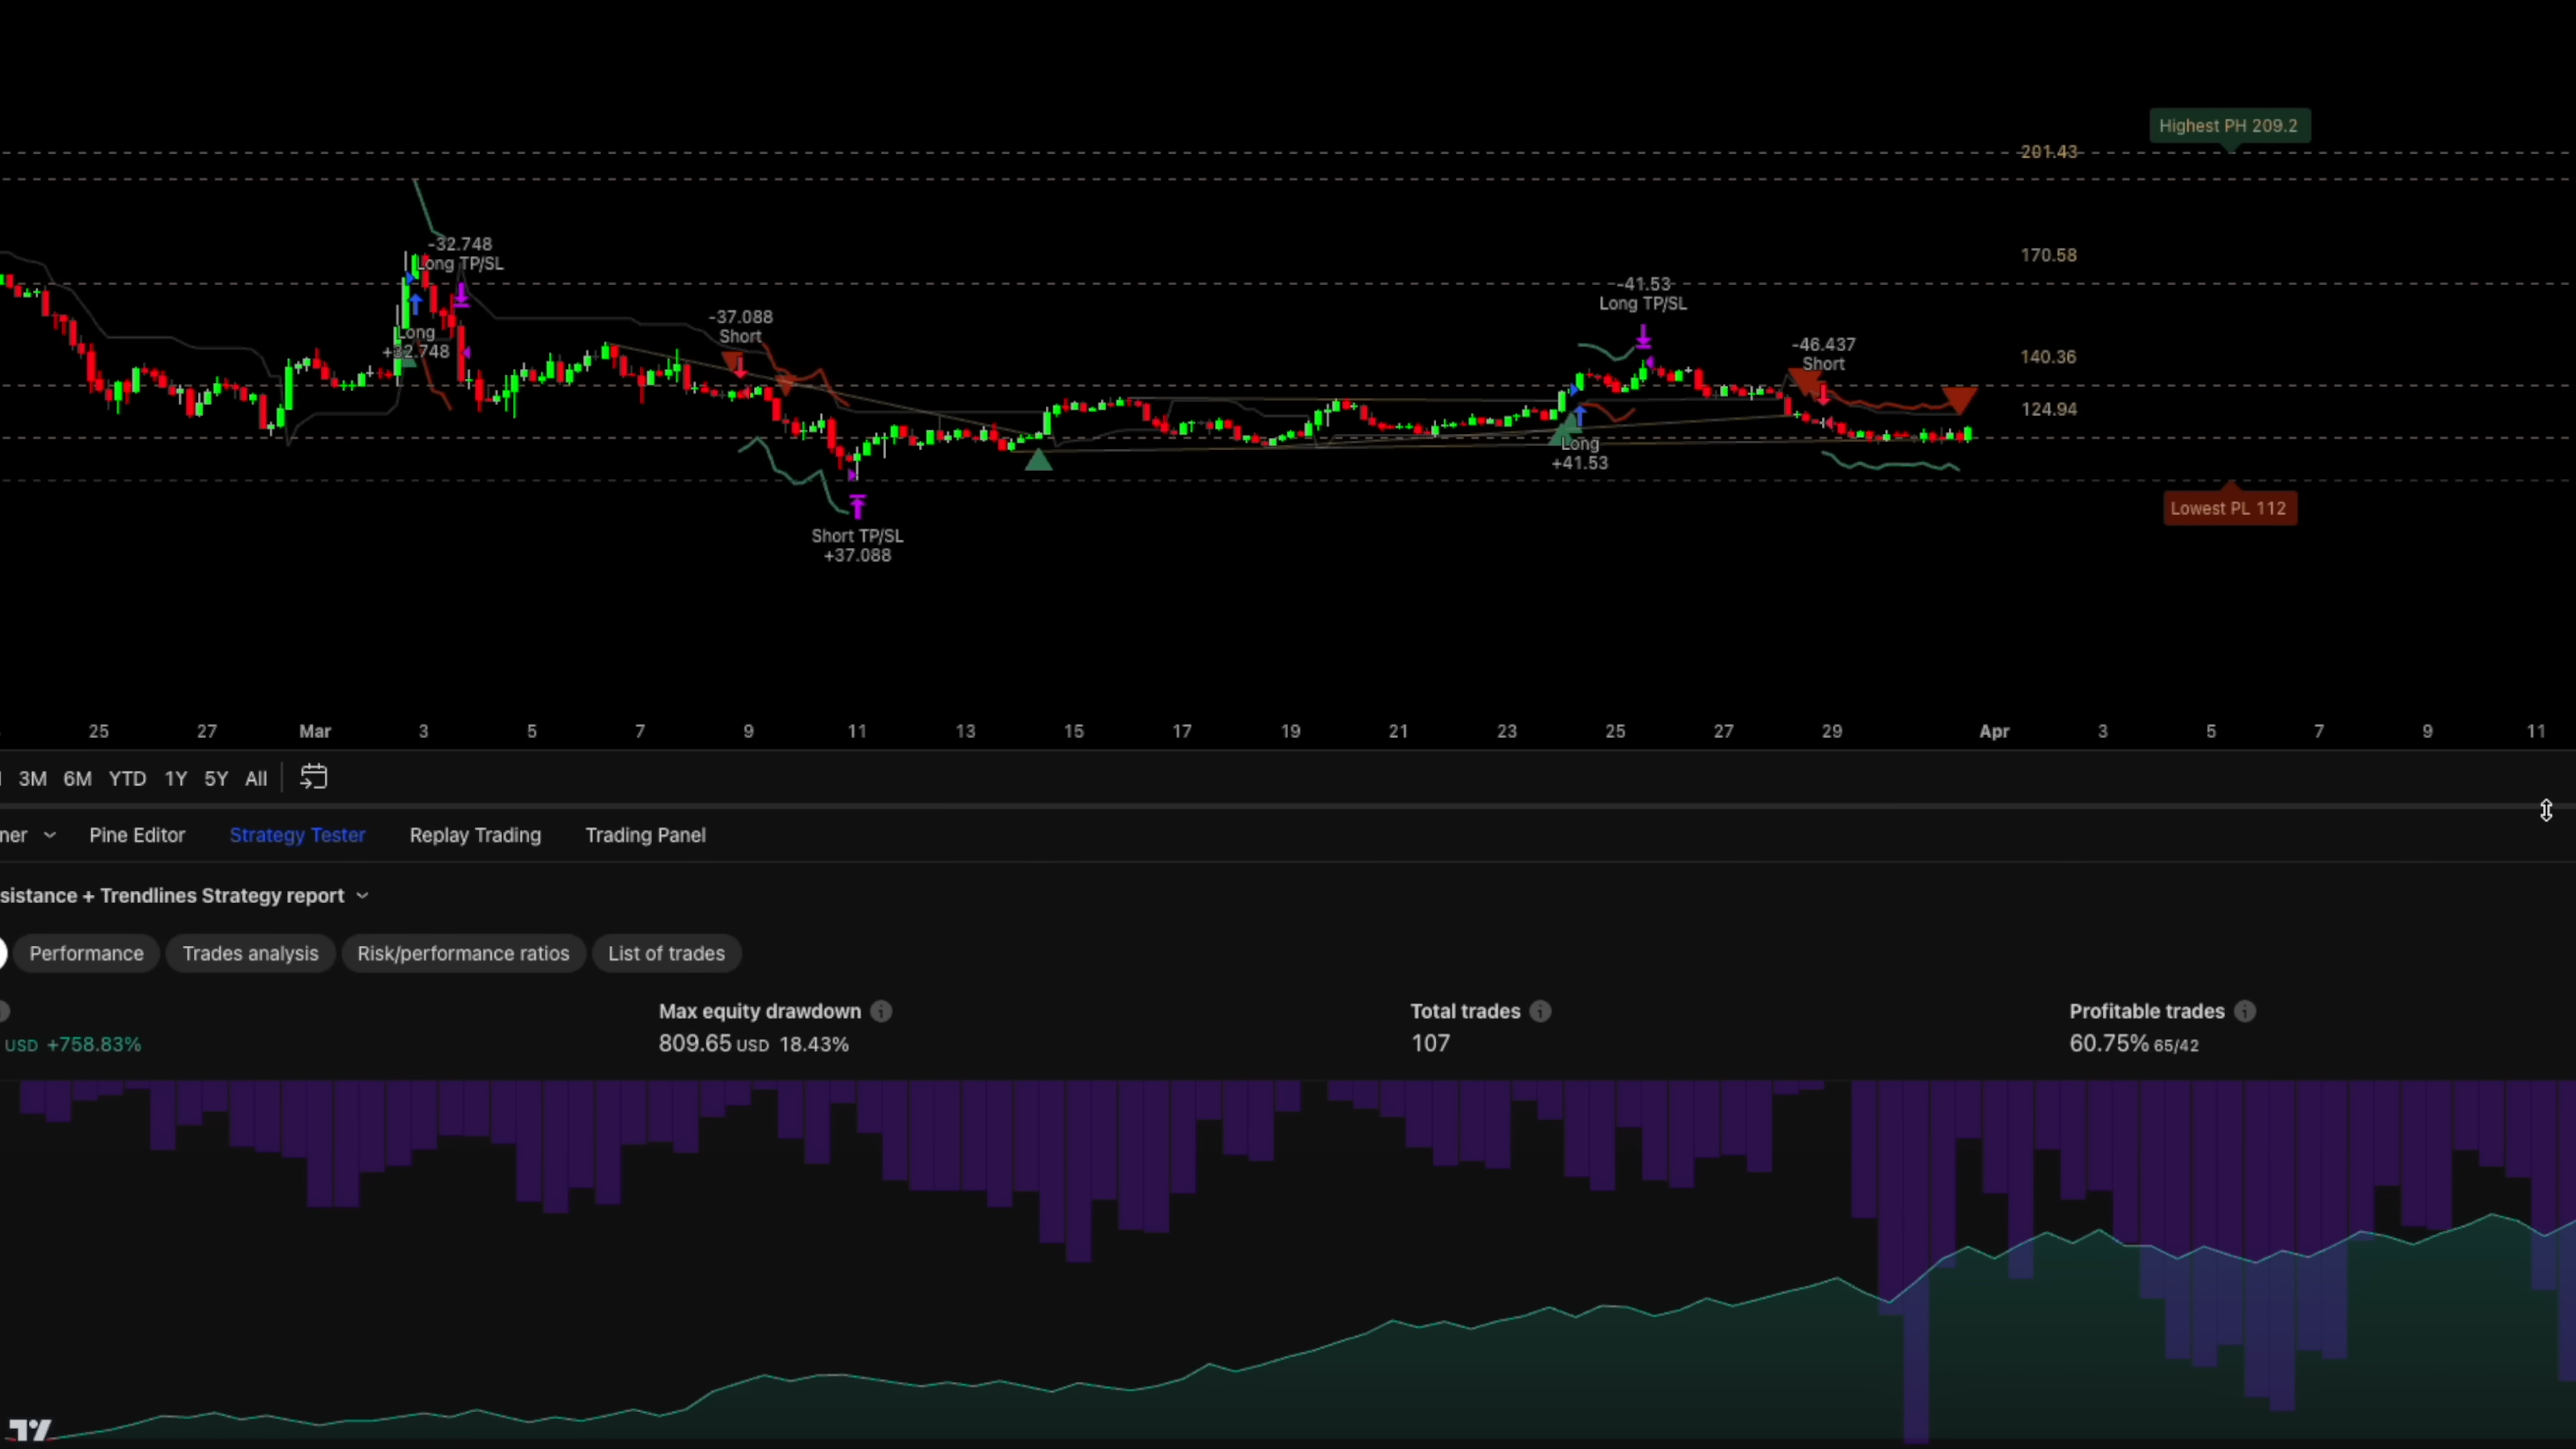 Highest PH 209.2
201.43
-32.748
Long TP/SL
170.58
-41.53
Long TP/SL
-37.088
Short
Long
+32.748
-46.437
Short
140.36
124.94
Long
+41.53
Lowest PL 112
Short TP/SL
+37.088
25 27 Mar 3 5 7 9 11 13 15 17 19 21 23 25 27 29 Apr 3 5 7 9 11
3M 6M YTD 1Y 5Y All
ner Pine Editor Strategy Tester Replay Trading Trading Panel
sistance + Trendlines Strategy report
Performance Trades analysis Risk/performance ratios List of trades
Max equity drawdown Total trades Profitable trades
USD +758.83% 809.65 USD 18.43% 107 60.75% 65/42